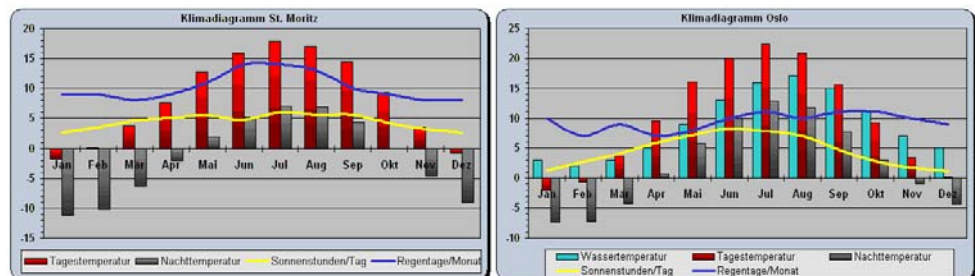 Klimadiagramm St. Moritz
20
15
10
5
0
-5
-10
-15
Jan Feb Mär Apr Mai Jun Jul Aug Sep Okt Nov Dez
Tagestemperatur Nachttemperatur Sonnenstunden/Tag Regentage/Monat
Klimadiagramm Oslo
25
20
15
10
5
0
-5
-10
Jan Feb Mär Apr Mai Jun Jul Aug Sep Okt Nov Dez
Wassertemperatur Tagestemperatur Nachttemperatur
Sonnenstunden/Tag Regentage/Monat